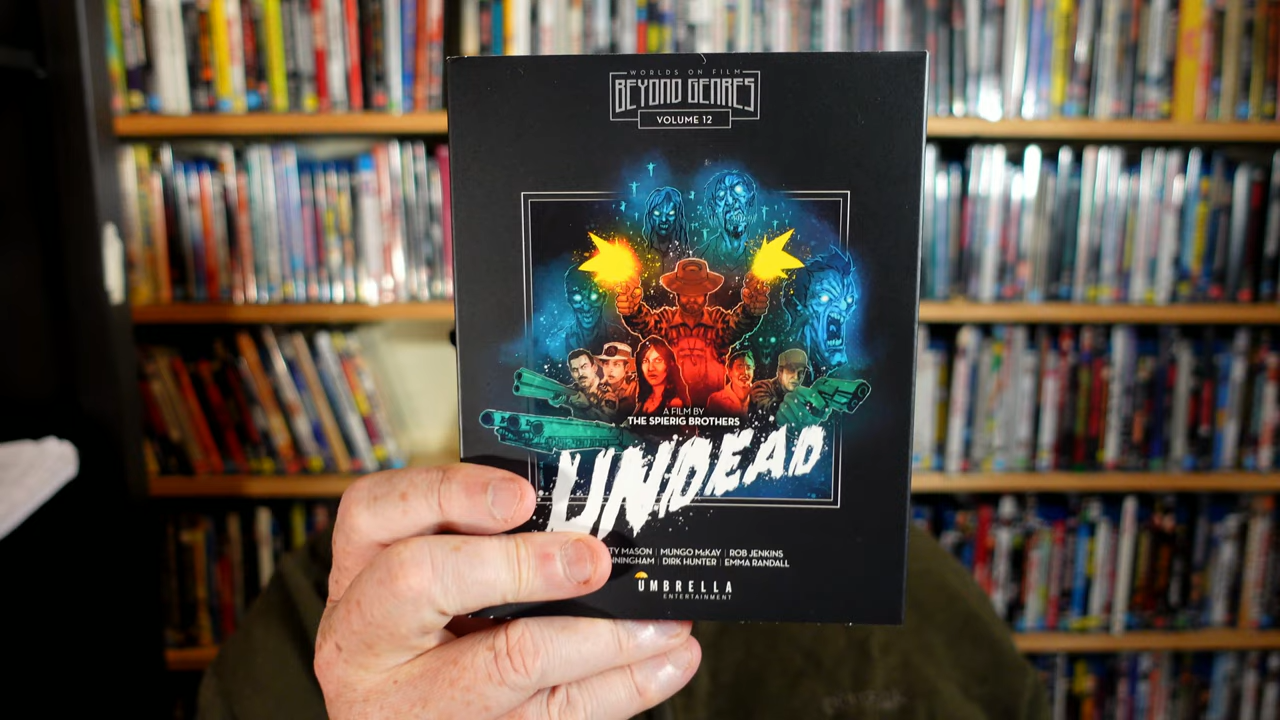 WORLDS ON FILM
BEYOND GENRES
VOLUME 12
A FILM BY
THE SPIERIG BROTHERS
UNDEAD
TY MASON | MUNGO McKAY | ROB JENKINS
NINGHAM | DIRK HUNTER | EMMA RANDALL
UMBRELLA
ENTERTAINMENT